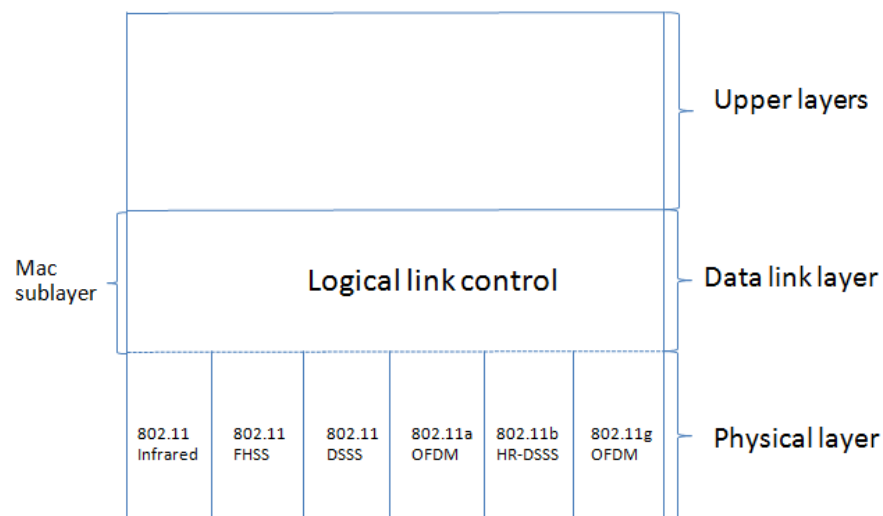 Upper layers
Mac
sublayer
Logical link control
Data link layer
802.11
Infrared
802.11
FHSS
802.11
DSSS
802.11a
OFDM
802.11b
HR-DSSS
802.11g
OFDM
Physical layer